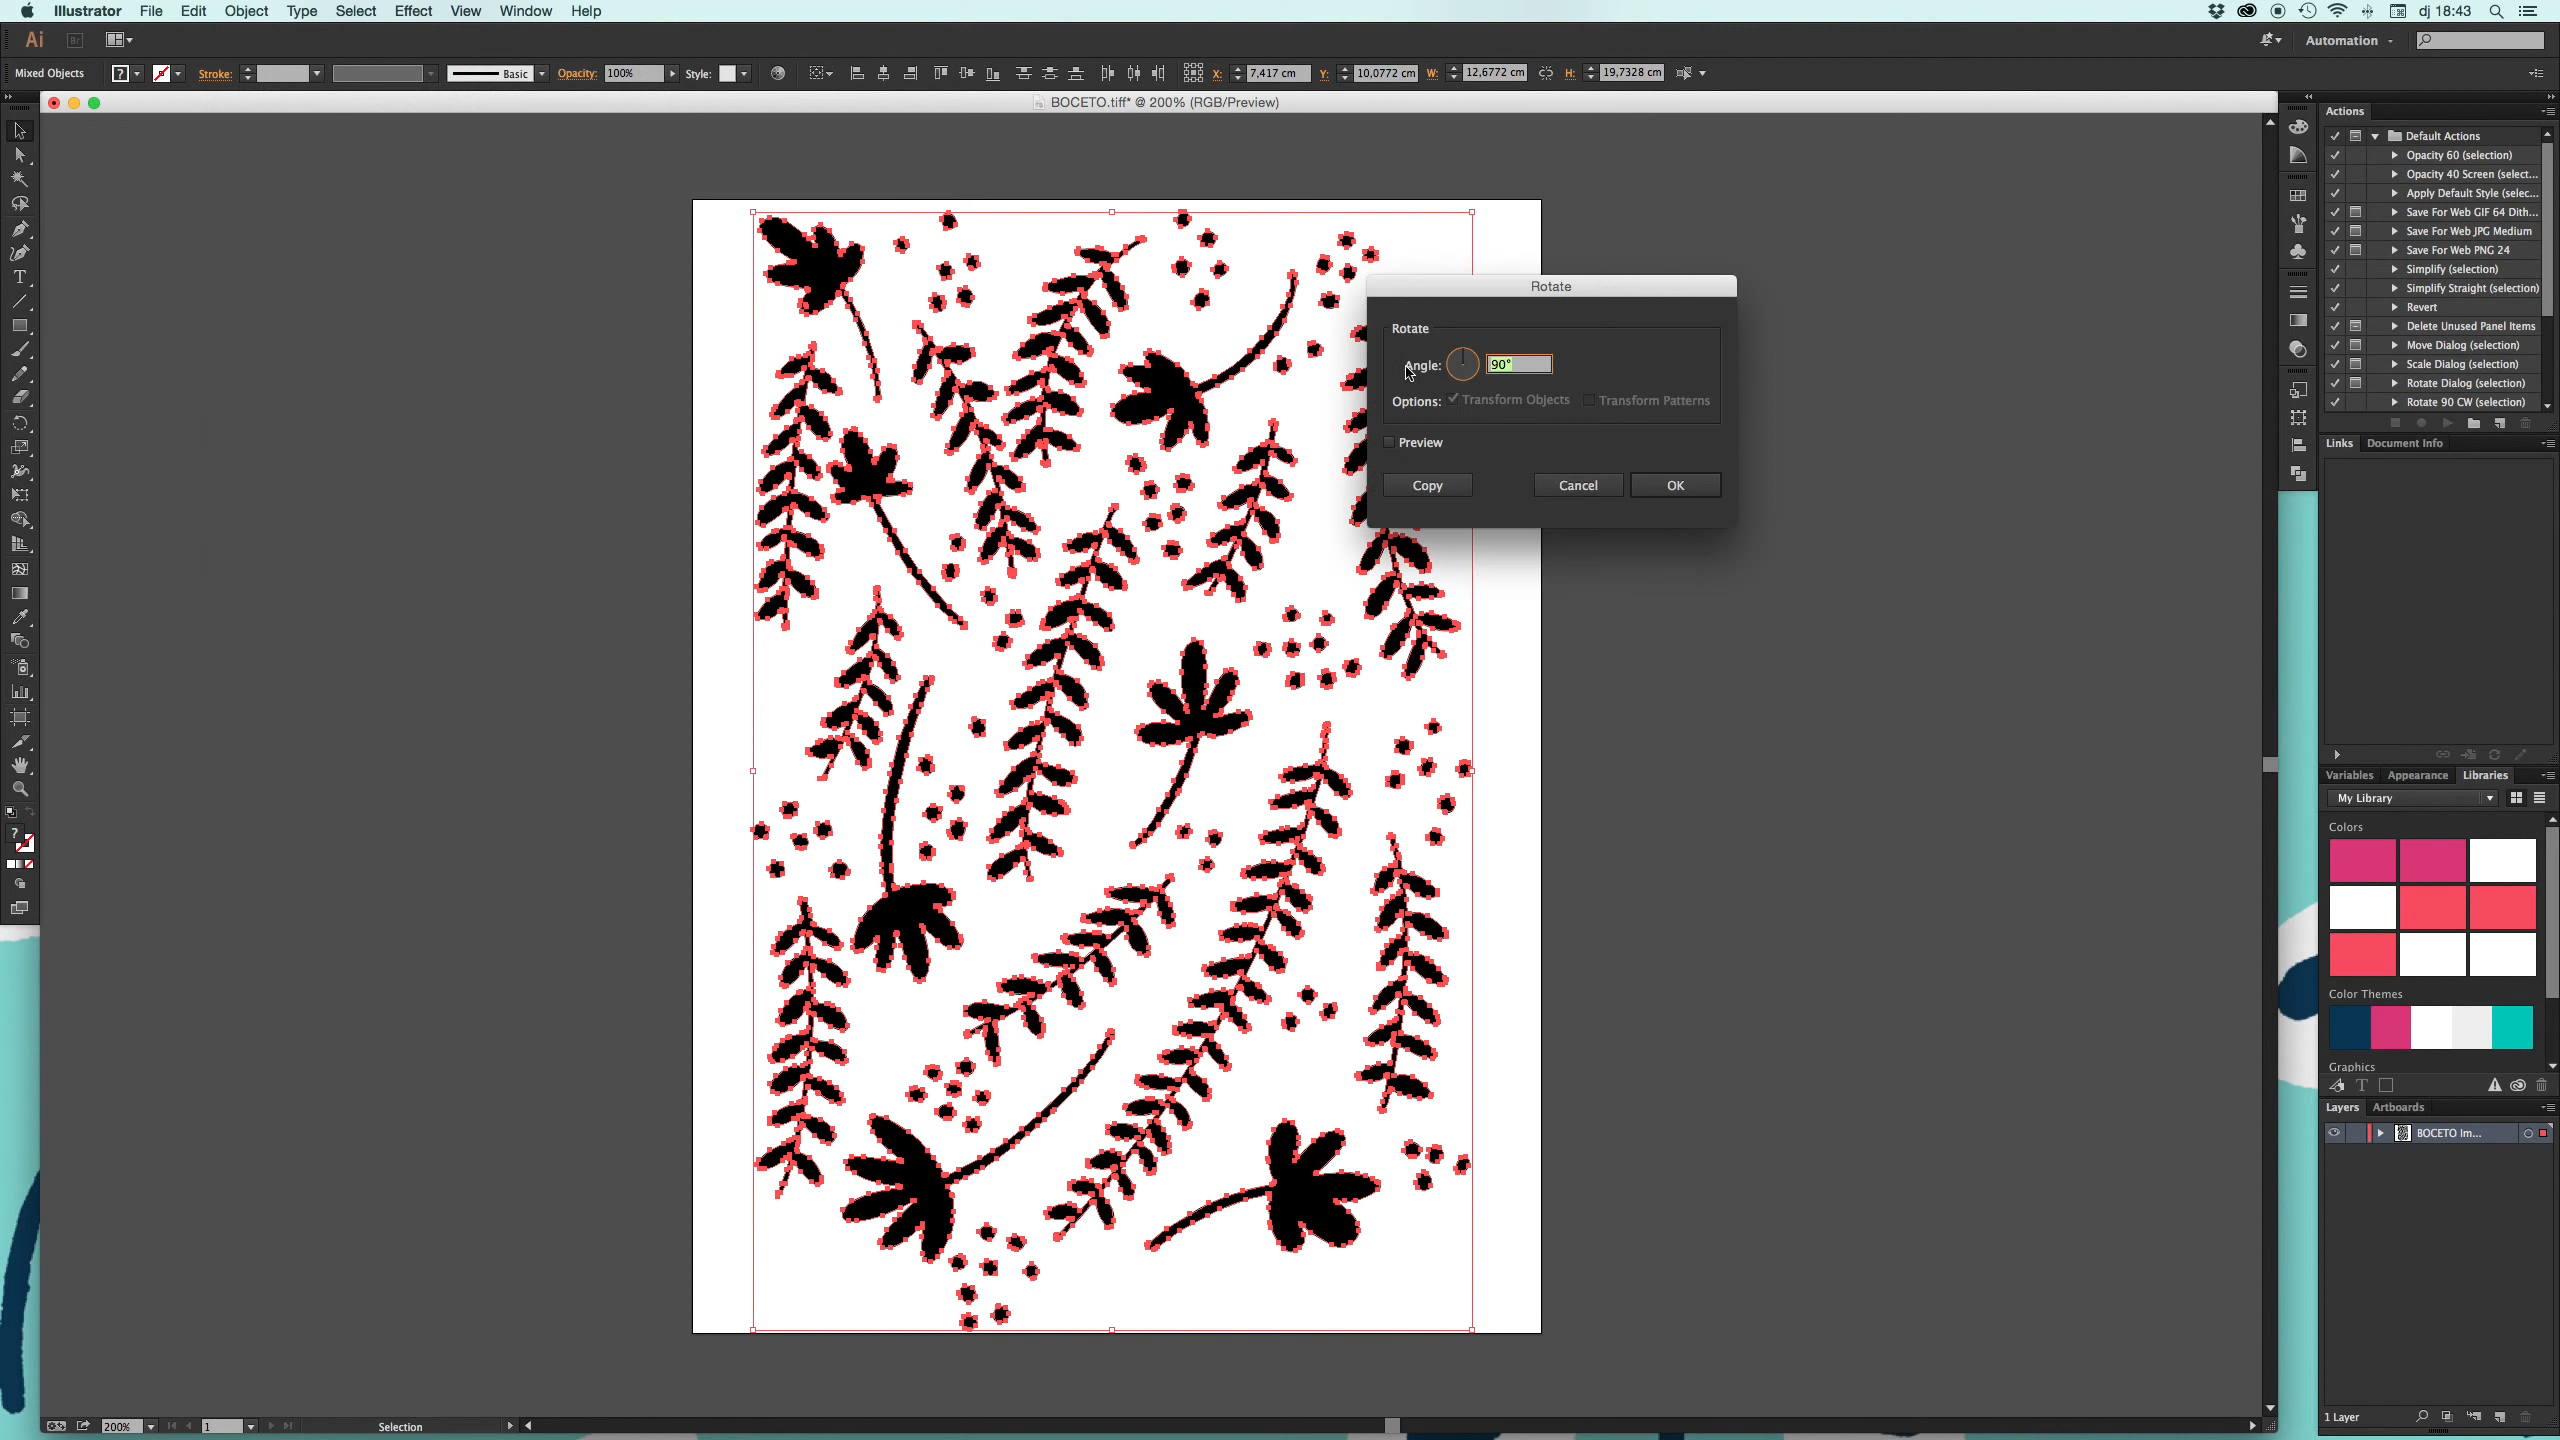 Illustrator File Edit Object Type Select Effect View Window Help
dj 18:43
Ai Br
Automation
Mixed Objects ? Stroke: Basic Opacity: 100% Style: X: 7,417 cm Y: 10,0772 cm W: 12,6772 cm H: 19,7328 cm
BOCETO.tiff* @ 200% (RGB/Preview)
Rotate
Rotate
Angle: 90°
Options: Transform Objects Transform Patterns
Preview
Copy Cancel OK
Actions
Default Actions
Opacity 60 (selection)
Opacity 40 Screen (select...
Apply Default Style (selec...
Save For Web GIF 64 Dith...
Save For Web JPG Medium
Save For Web PNG 24
Simplify (selection)
Simplify Straight (selection)
Revert
Delete Unused Panel Items
Move Dialog (selection)
Scale Dialog (selection)
Rotate Dialog (selection)
Rotate 90 CW (selection)
Links Document Info
Variables Appearance Libraries
My Library
Colors
Color Themes
Graphics
Layers Artboards
BOCETO Im...
1 Layer
200% 1 Selection